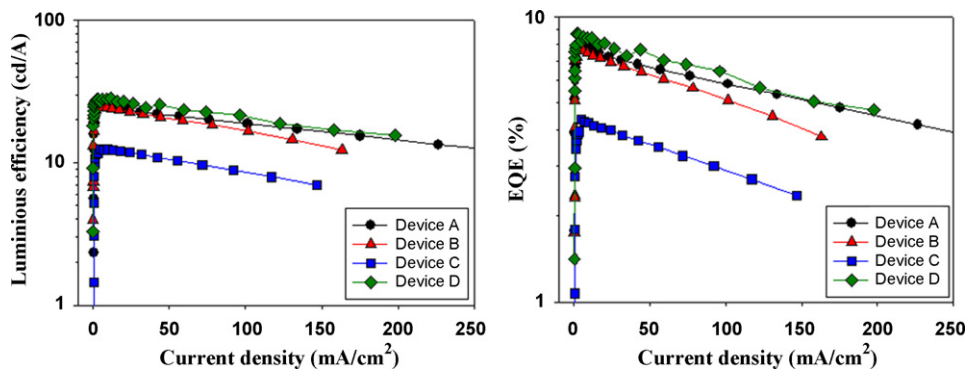 Luminious efficiency (cd/A)
100
10
1
0 50 100 150 200 250
Current density (mA/cm²)
Device A
Device B
Device C
Device D
EQE (%)
10
1
0 50 100 150 200 250
Current density (mA/cm²)
Device A
Device B
Device C
Device D